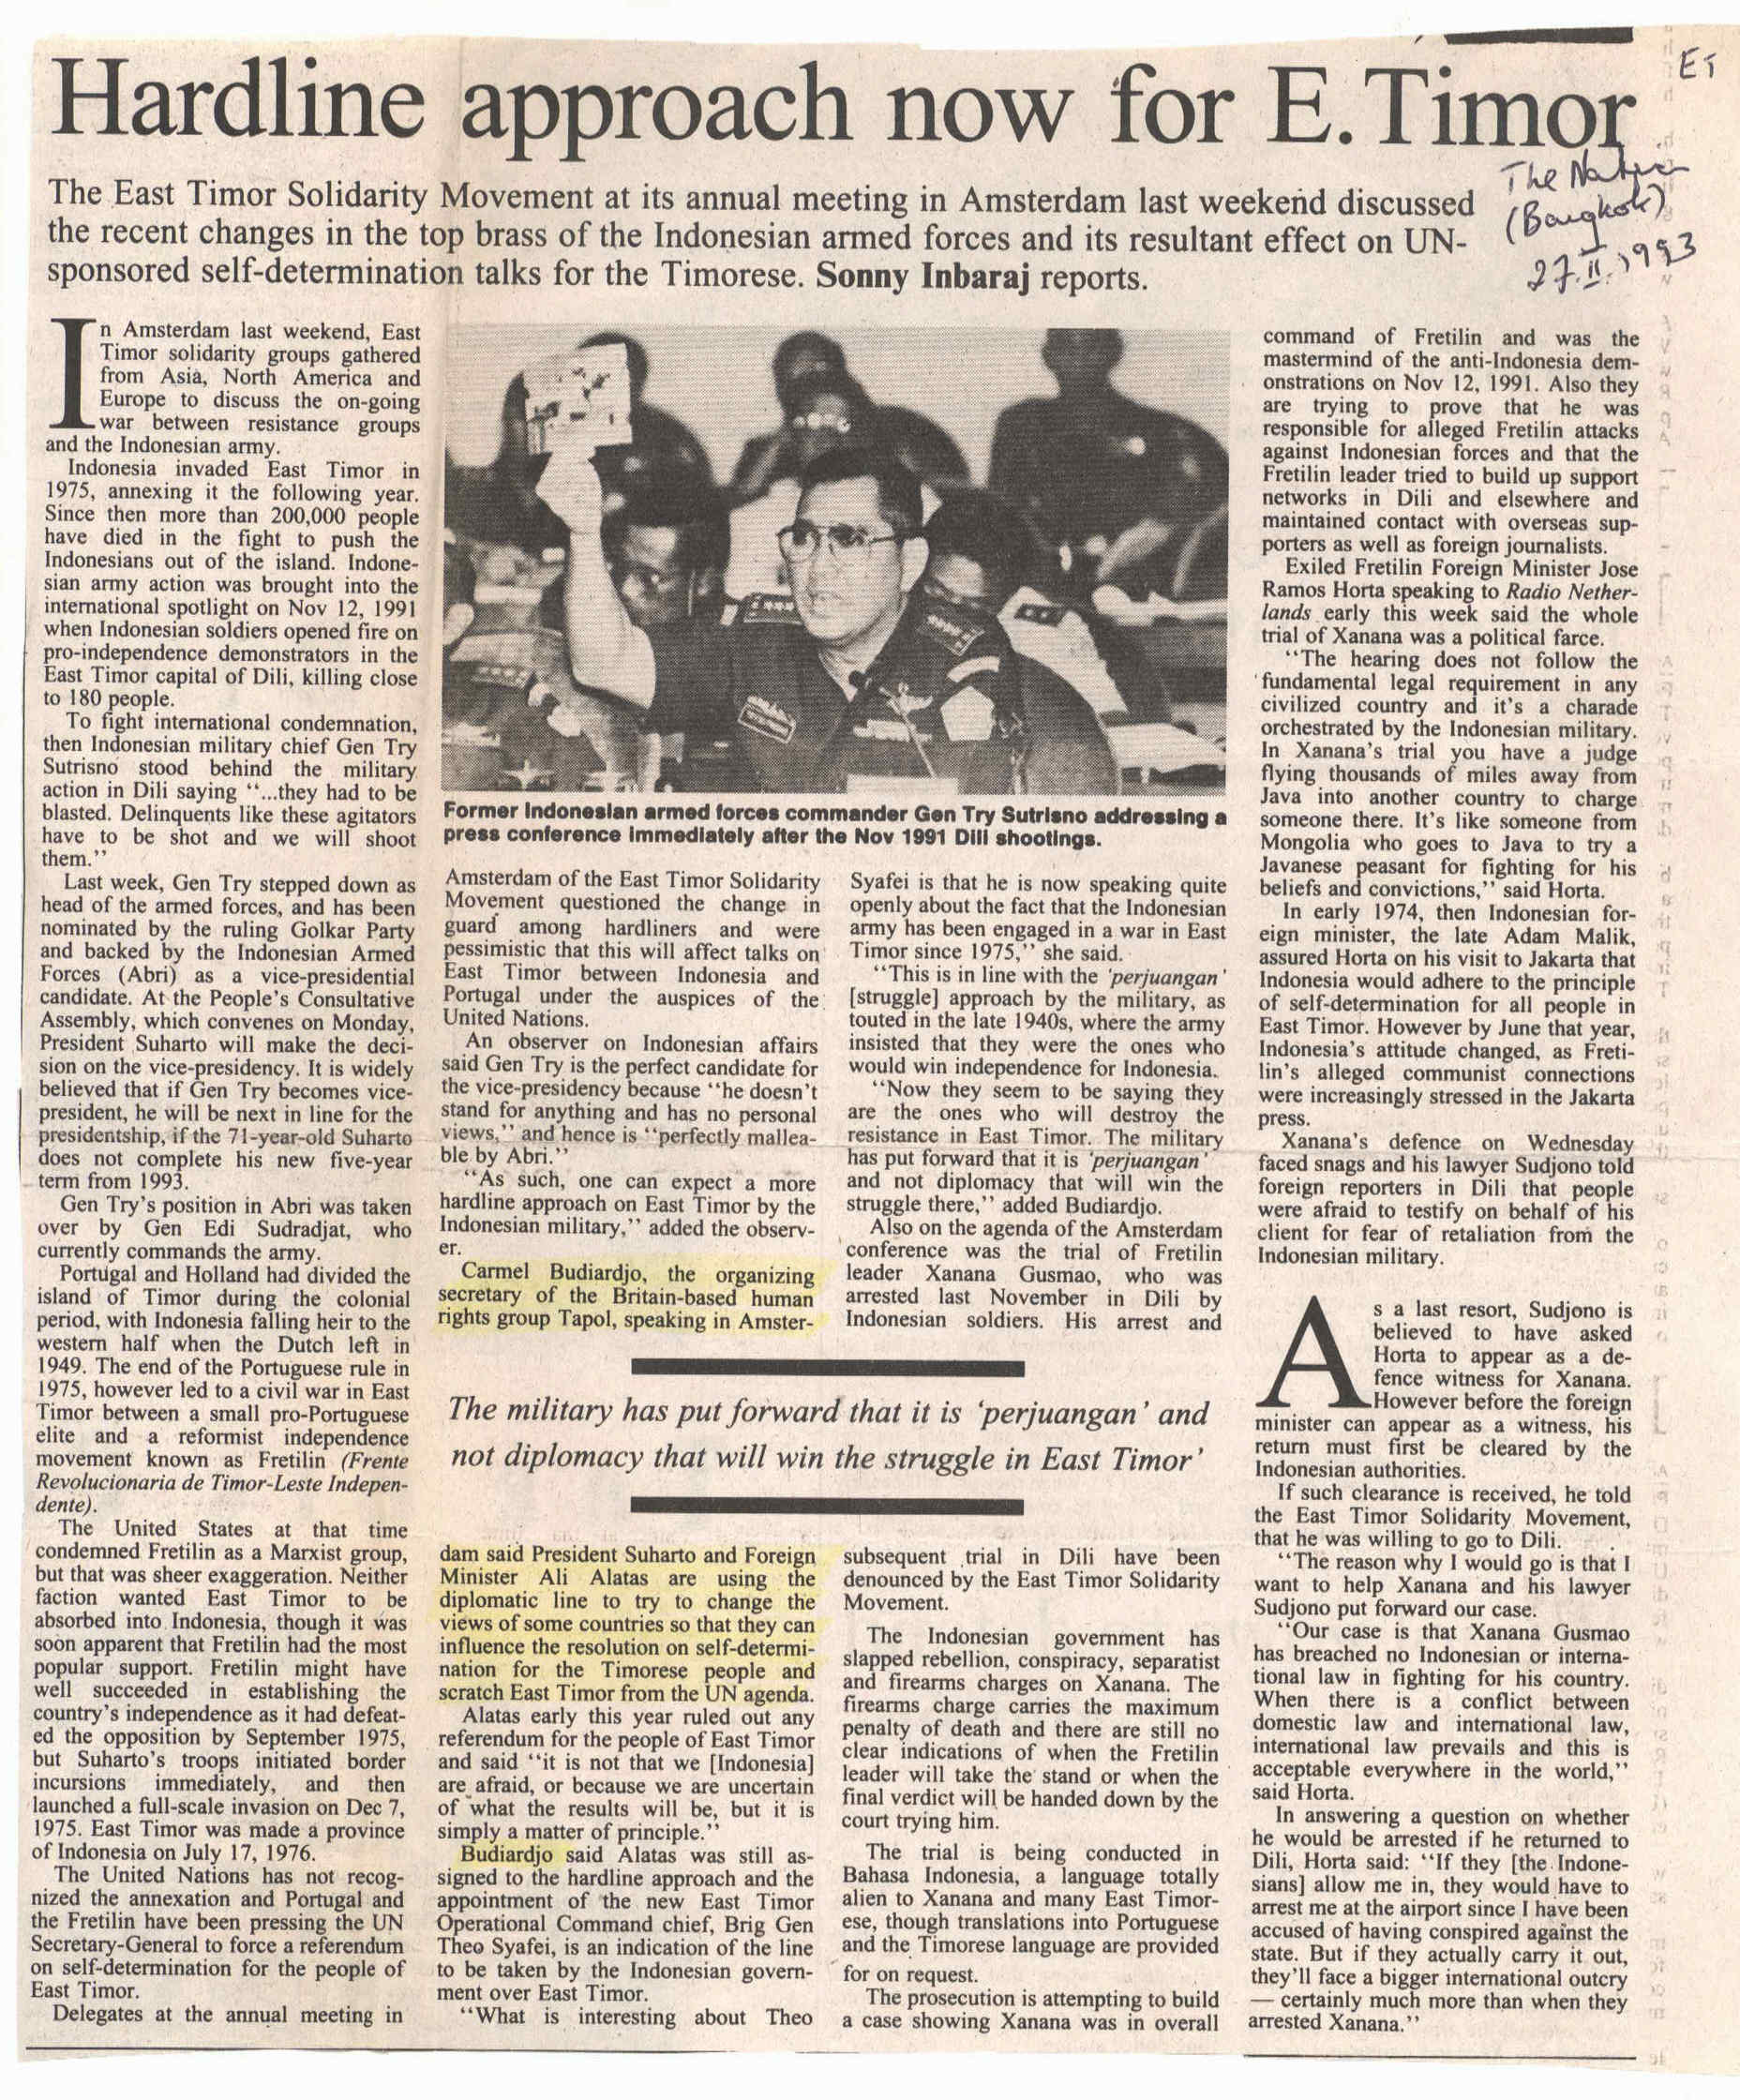 Hardline approach now for E. Timor
ET
The Nation
(Bangkok)
27.II.1993
The East Timor Solidarity Movement at its annual meeting in Amsterdam last weekend discussed
the recent changes in the top brass of the Indonesian armed forces and its resultant effect on UN-
sponsored self-determination talks for the Timorese. Sonny Inbaraj reports.
In Amsterdam last weekend, East
Timor solidarity groups gathered
from Asia, North America and
Europe to discuss the on-going
war between resistance groups
and the Indonesian army.
Indonesia invaded East Timor in
1975, annexing it the following year.
Since then more than 200,000 people
have died in the fight to push the
Indonesians out of the island. Indone-
sian army action was brought into the
international spotlight on Nov 12, 1991
when Indonesian soldiers opened fire on
pro-independence demonstrators in the
East Timor capital of Dili, killing close
to 180 people.
To fight international condemnation,
then Indonesian military chief Gen Try
Sutrisno stood behind the military
action in Dili saying "...they had to be
blasted. Delinquents like these agitators
have to be shot and we will shoot
them."
Last week, Gen Try stepped down as
head of the armed forces, and has been
nominated by the ruling Golkar Party
and backed by the Indonesian Armed
Forces (Abri) as a vice-presidential
candidate. At the People's Consultative
Assembly, which convenes on Monday,
President Suharto will make the deci-
sion on the vice-presidency. It is widely
believed that if Gen Try becomes vice-
president, he will be next in line for the
presidentship, if the 71-year-old Suharto
does not complete his new five-year
term from 1993.
Gen Try's position in Abri was taken
over by Gen Edi Sudradjat, who
currently commands the army.
Portugal and Holland had divided the
island of Timor during the colonial
period, with Indonesia falling heir to the
western half when the Dutch left in
1949. The end of the Portuguese rule in
1975, however led to a civil war in East
Timor between a small pro-Portuguese
elite and a reformist independence
movement known as Fretilin (Frente
Revolucionaria de Timor-Leste Indepen-
dente).
The United States at that time
condemned Fretilin as a Marxist group,
but that was sheer exaggeration. Neither
faction wanted East Timor to be
absorbed into Indonesia, though it was
soon apparent that Fretilin had the most
popular support. Fretilin might have
well succeeded in establishing the
country's independence as it had defeat-
ed the opposition by September 1975,
but Suharto's troops initiated border
incursions immediately, and then
launched a full-scale invasion on Dec 7,
1975. East Timor was made a province
of Indonesia on July 17, 1976.
The United Nations has not recog-
nized the annexation and Portugal and
the Fretilin have been pressing the UN
Secretary-General to force a referendum
on self-determination for the people of
East Timor.
Delegates at the annual meeting in
Former Indonesian armed forces commander Gen Try Sutrisno addressing a
press conference immediately after the Nov 1991 Dili shootings.
Amsterdam of the East Timor Solidarity
Movement questioned the change in
guard among hardliners and were
pessimistic that this will affect talks on
East Timor between Indonesia and
Portugal under the auspices of the
United Nations.
An observer on Indonesian affairs
said Gen Try is the perfect candidate for
the vice-presidency because "he doesn't
stand for anything and has no personal
views," and hence is "perfectly mallea-
ble by Abri."
"As such, one can expect a more
hardline approach on East Timor by the
Indonesian military," added the observ-
er.
Carmel Budiardjo, the organizing
secretary of the Britain-based human
rights group Tapol, speaking in Amster-
dam said President Suharto and Foreign
Minister Ali Alatas are using the
diplomatic line to try to change the
views of some countries so that they can
influence the resolution on self-determi-
nation for the Timorese people and
scratch East Timor from the UN agenda.
Alatas early this year ruled out any
referendum for the people of East Timor
and said "it is not that we [Indonesia]
are afraid, or because we are uncertain
of what the results will be, but it is
simply a matter of principle."
Budiardjo said Alatas was still as-
signed to the hardline approach and the
appointment of the new East Timor
Operational Command chief, Brig Gen
Theo Syafei, is an indication of the line
to be taken by the Indonesian govern-
ment over East Timor.
"What is interesting about Theo
Syafei is that he is now speaking quite
openly about the fact that the Indonesian
army has been engaged in a war in East
Timor since 1975," she said.
"This is in line with the 'perjuangan'
[struggle] approach by the military, as
touted in the late 1940s, where the army
insisted that they were the ones who
would win independence for Indonesia.
"Now they seem to be saying they
are the ones who will destroy the
resistance in East Timor. The military
has put forward that it is 'perjuangan'
and not diplomacy that will win the
struggle there," added Budiardjo.
Also on the agenda of the Amsterdam
conference was the trial of Fretilin
leader Xanana Gusmao, who was
arrested last November in Dili by
Indonesian soldiers. His arrest and
The military has put forward that it is 'perjuangan' and
not diplomacy that will win the struggle in East Timor'
subsequent trial in Dili have been
denounced by the East Timor Solidarity
Movement.
The Indonesian government has
slapped rebellion, conspiracy, separatist
and firearms charges on Xanana. The
firearms charge carries the maximum
penalty of death and there are still no
clear indications of when the Fretilin
leader will take the stand or when the
final verdict will be handed down by the
court trying him.
The trial is being conducted in
Bahasa Indonesia, a language totally
alien to Xanana and many East Timor-
ese, though translations into Portuguese
and the Timorese language are provided
for on request.
The prosecution is attempting to build
a case showing Xanana was in overall
command of Fretilin and was the
mastermind of the anti-Indonesia dem-
onstrations on Nov 12, 1991. Also they
are trying to prove that he was
responsible for alleged Fretilin attacks
against Indonesian forces and that the
Fretilin leader tried to build up support
networks in Dili and elsewhere and
maintained contact with overseas sup-
porters as well as foreign journalists.
Exiled Fretilin Foreign Minister Jose
Ramos Horta speaking to Radio Nether-
lands early this week said the whole
trial of Xanana was a political farce.
"The hearing does not follow the
fundamental legal requirement in any
civilized country and it's a charade
orchestrated by the Indonesian military.
In Xanana's trial you have a judge
flying thousands of miles away from
Java into another country to charge
someone there. It's like someone from
Mongolia who goes to Java to try a
Javanese peasant for fighting for his
beliefs and convictions," said Horta.
In early 1974, then Indonesian for-
eign minister, the late Adam Malik,
assured Horta on his visit to Jakarta that
Indonesia would adhere to the principle
of self-determination for all people in
East Timor. However by June that year,
Indonesia's attitude changed, as Freti-
lin's alleged communist connections
were increasingly stressed in the Jakarta
press.
Xanana's defence on Wednesday
faced snags and his lawyer Sudjono told
foreign reporters in Dili that people
were afraid to testify on behalf of his
client for fear of retaliation from the
Indonesian military.
As a last resort, Sudjono is
believed to have asked
Horta to appear as a de-
fence witness for Xanana.
However before the foreign
minister can appear as a witness, his
return must first be cleared by the
Indonesian authorities.
If such clearance is received, he told
the East Timor Solidarity Movement,
that he was willing to go to Dili.
"The reason why I would go is that I
want to help Xanana and his lawyer
Sudjono put forward our case.
"Our case is that Xanana Gusmao
has breached no Indonesian or interna-
tional law in fighting for his country.
When there is a conflict between
domestic law and international law,
international law prevails and this is
acceptable everywhere in the world,"
said Horta.
In answering a question on whether
he would be arrested if he returned to
Dili, Horta said: "If they [the Indone-
sians] allow me in, they would have to
arrest me at the airport since I have been
accused of having conspired against the
state. But if they actually carry it out,
they'll face a bigger international outcry
— certainly much more than when they
arrested Xanana."